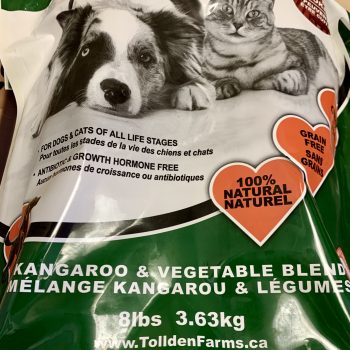 • FOR DOGS & CATS OF ALL LIFE STAGES
Pour toutes les stades de la vie des chiens et chats
• ANTIBIOTIC & GROWTH HORMONE FREE
hormones de croissance ou antibiotiques
GRAIN
FREE
SANS
GRAINS
100%
NATURAL
NATUREL
KANGAROO & VEGETABLE BLEND
MÉLANGE KANGAROU & LÉGUMES
8lbs 3.63kg
www.TolldenFarms.ca